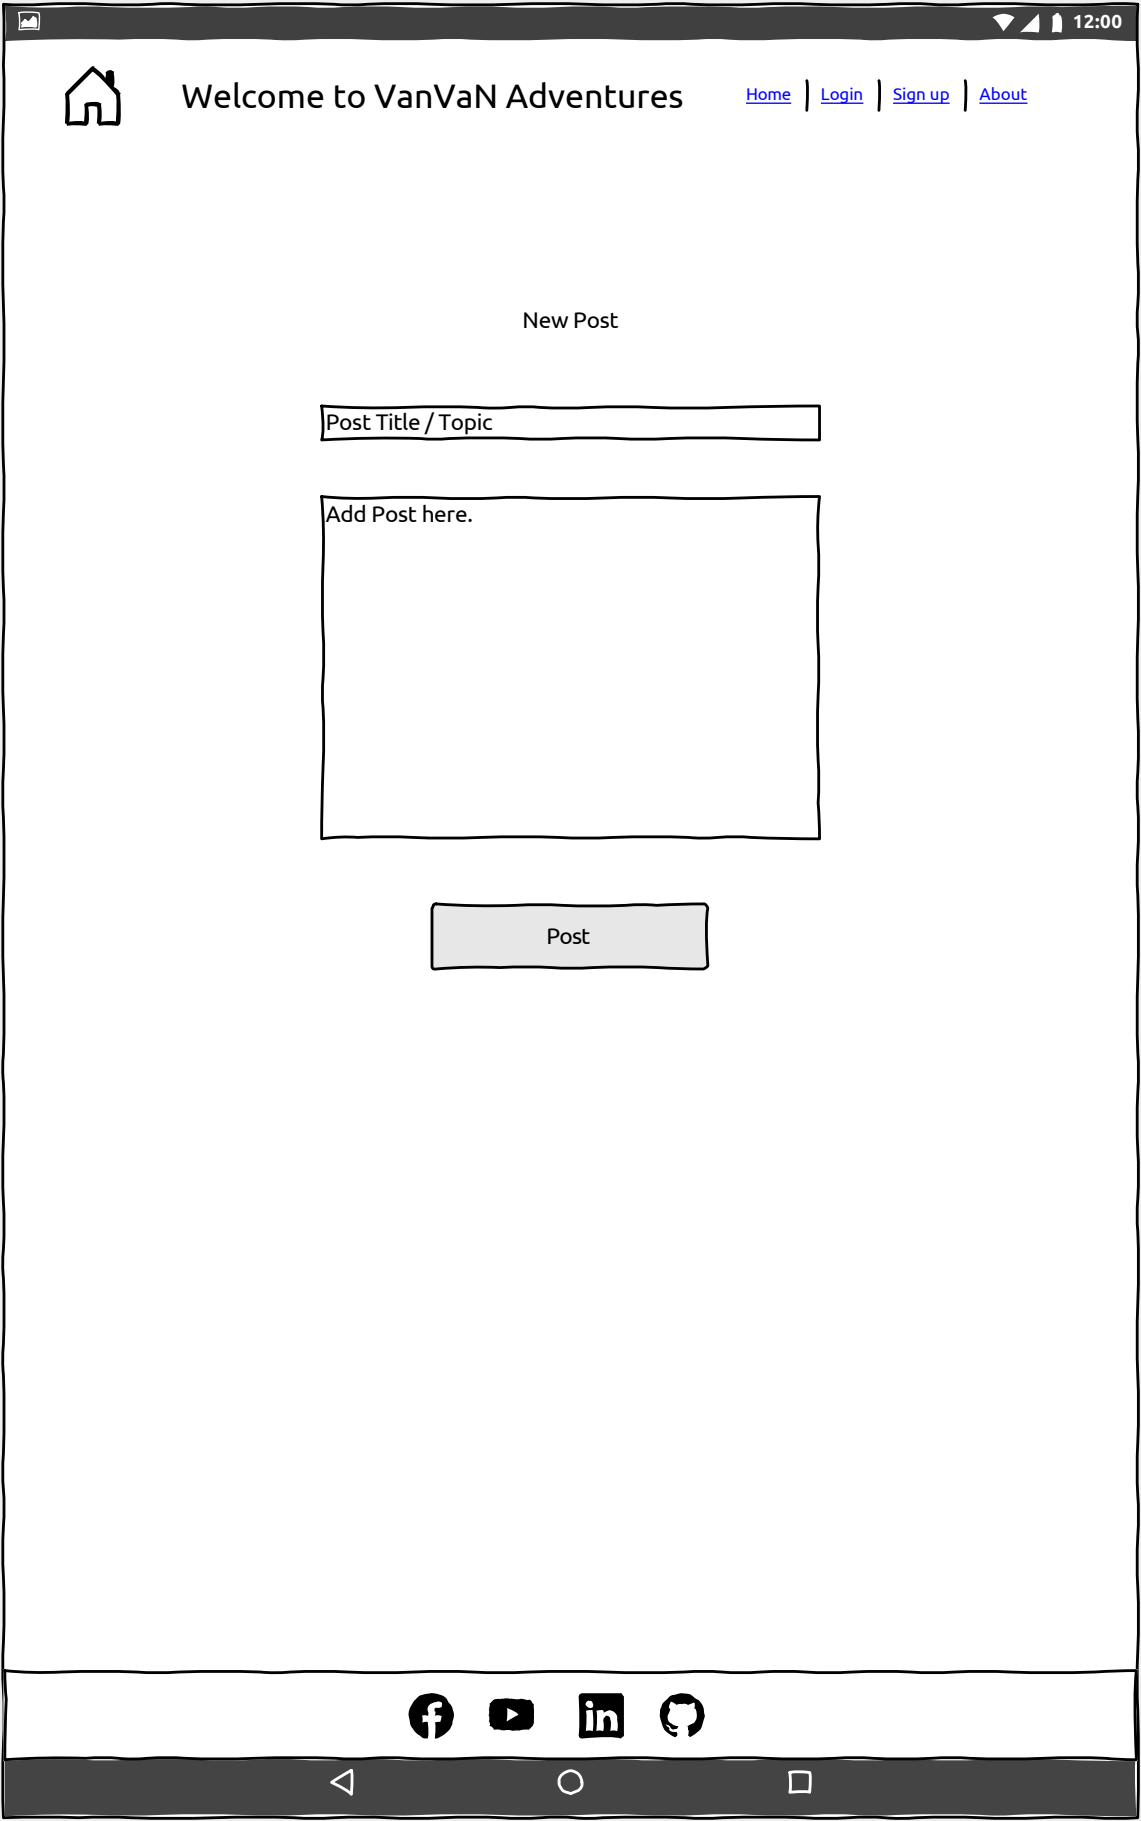 12:00
Welcome to VanVaN Adventures
Home Login Sign up About
New Post
Post Title / Topic
Add Post here.
Post
in